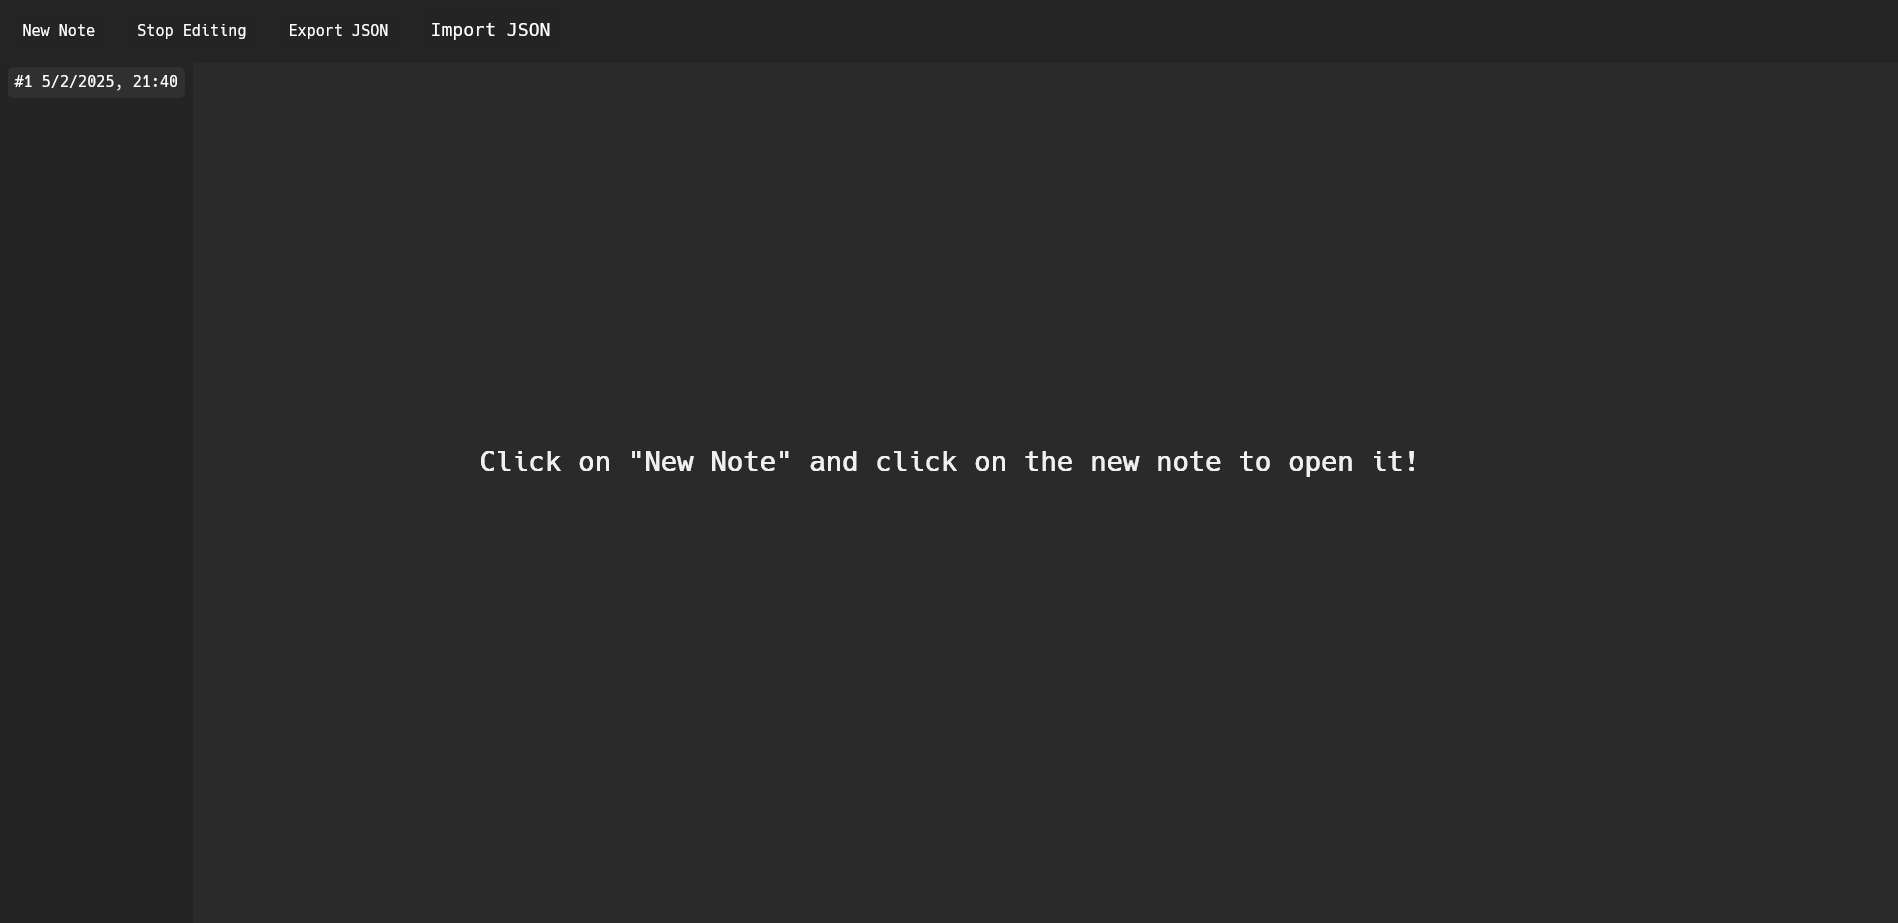 New Note Stop Editing Export JSON Import JSON
#1 5/2/2025, 21:40
Click on "New Note" and click on the new note to open it!